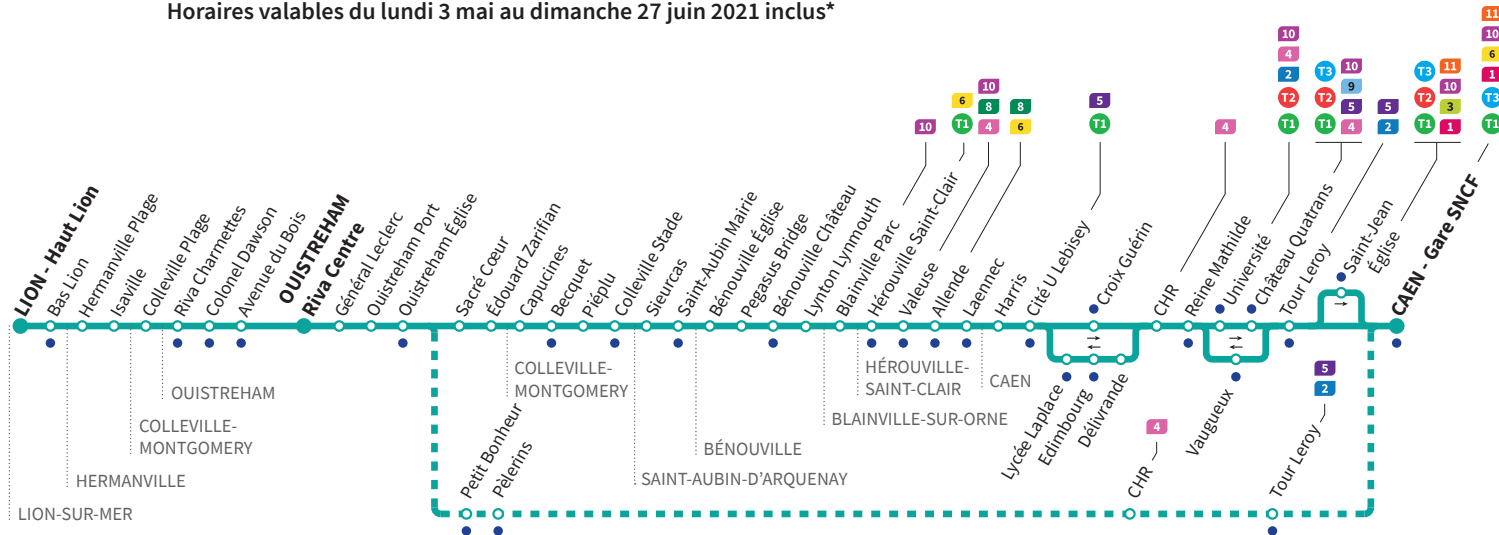 Horaires valables du lundi 3 mai au dimanche 27 juin 2021 inclus*
LION - Haut Lion
Bas Lion
Hermanville Plage
Isaville
Colleville Plage
Riva Charmettes
Colonel Dawson
Avenue du Bois
OUISTREHAM
Riva Centre
Général Leclerc
Ouistreham Port
Ouistreham Église
Sacré Cœur
Édouard Zarifian
Capucines
Becquet
Piéplu
Colleville Stade
Sieurcas
Saint-Aubin Mairie
Bénouville Église
Pegasus Bridge
Bénouville Château
Lynton Lynmouth
Blainville Parc
10
Hérouville Saint-Clair
6
T1
Valeuse
10
8
4
Allende
8
6
Laennec
Harris
Cité U Lebisey
5
T1
Croix Guérin
CHR
4
Reine Mathilde
Université
10
4
2
T2
T1
Château Quatrans
T3
T2
T1
10
9
5
4
Tour Leroy
5
2
Saint-Jean
Église
T3
T2
T1
11
10
3
1
CAEN - Gare SNCF
11
10
6
1
T3
T1
Lycée Laplace
Edimbourg
Délivrande
Vaugueux
LION-SUR-MER
HERMANVILLE
COLLEVILLE-
MONTGOMERY
OUISTREHAM
COLLEVILLE-
MONTGOMERY
SAINT-AUBIN-D'ARQUENAY
BÉNOUVILLE
BLAINVILLE-SUR-ORNE
HÉROUVILLE-
SAINT-CLAIR
CAEN
Petit Bonheur
Pèlerins
CHR
4
Tour Leroy
5
2